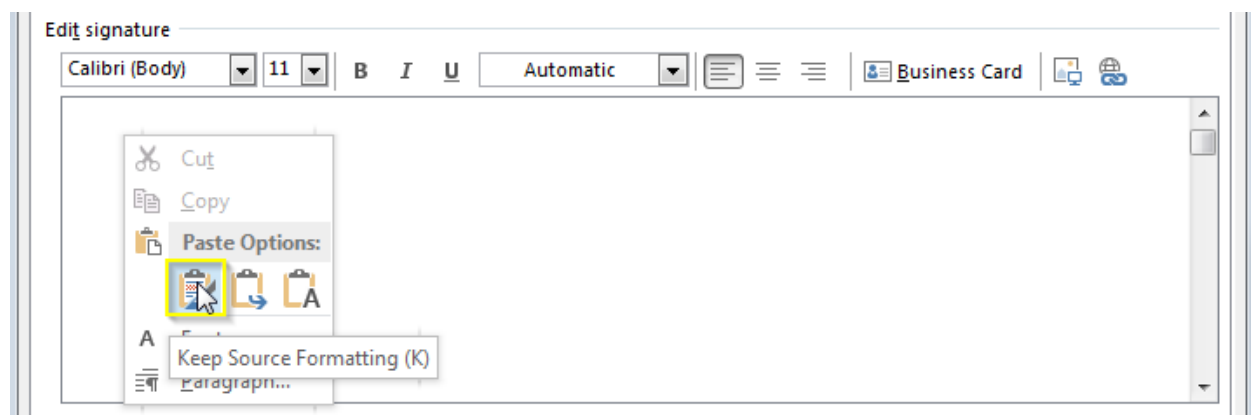 Edit signature
Calibri (Body) 11 B I U Automatic Business Card
Cut
Copy
Paste Options:
A
A
Keep Source Formatting (K)
Paragraph...